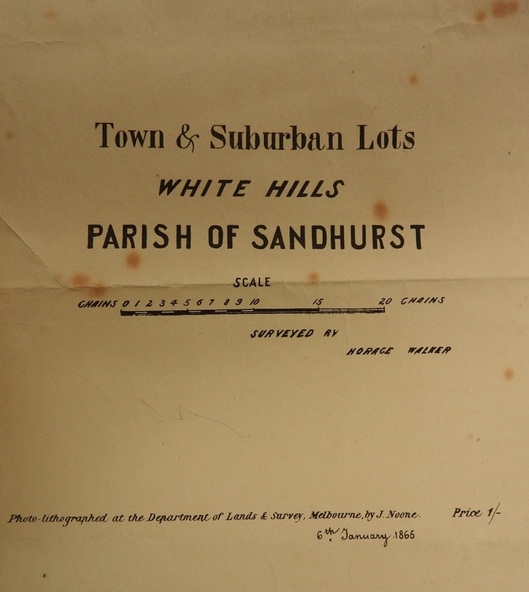 Town & Suburban Lots
WHITE HILLS
PARISH OF SANDHURST
SCALE
CHAINS 0 1 2 3 4 5 6 7 8 9 10 15 20 CHAINS
SURVEYED BY
HORACE WALKER
Photo-lithographed at the Department of Lands & Survey, Melbourne, by J. Noone. Price 1/-
6th January 1865